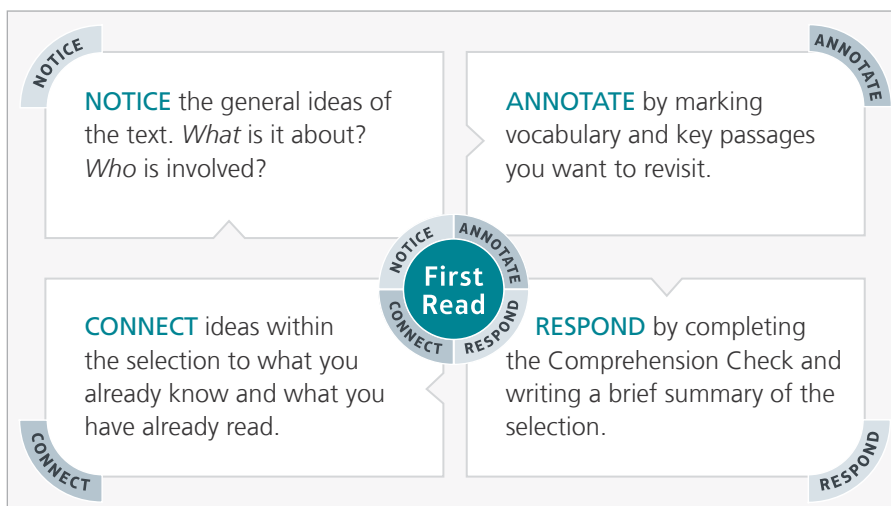 NOTICE
NOTICE the general ideas of
the text. What is it about?
Who is involved?
ANNOTATE
ANNOTATE by marking
vocabulary and key passages
you want to revisit.
NOTICE
ANNOTATE
First
Read
CONNECT
RESPOND
CONNECT ideas within
the selection to what you
already know and what you
have already read.
CONNECT
RESPOND by completing
the Comprehension Check and
writing a brief summary of the
selection.
RESPOND